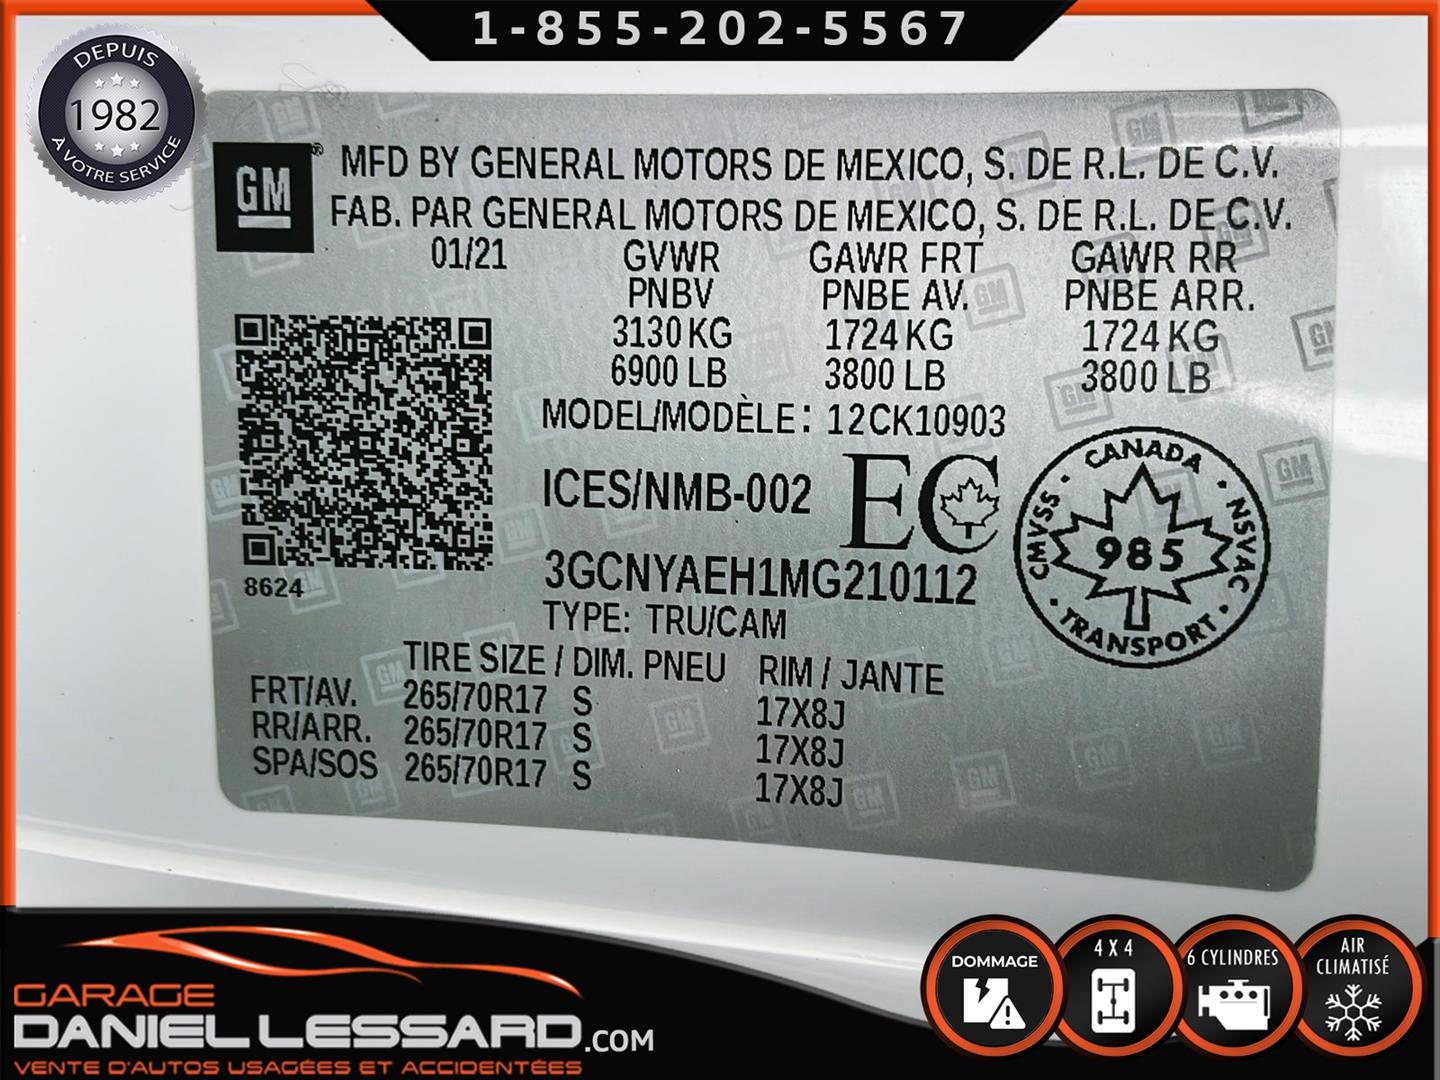 1-855-202-5567
DEPUIS
1982
À VOTRE SERVICE
GM
MFD BY GENERAL MOTORS DE MEXICO, S. DE R.L. DE C.V.
FAB. PAR GENERAL MOTORS DE MEXICO, S. DE R.L. DE C.V.
01/21 GVWR GAWR FRT GAWR RR
PNBV PNBE AV. PNBE ARR.
3130 KG 1724 KG 1724 KG
6900 LB 3800 LB 3800 LB
MODEL/MODÈLE: 12CK10903
ICES/NMB-002 EC
CANADA
CMVSS 985 NSVAC
TRANSPORT
8624
3GCNYAEH1MG210112
TYPE: TRU/CAM
TIRE SIZE / DIM. PNEU RIM / JANTE
FRT/AV. 265/70R17 S 17X8J
RR/ARR. 265/70R17 S 17X8J
SPA/SOS 265/70R17 S 17X8J
GARAGE
DANIEL LESSARD.COM
VENTE D'AUTOS USAGÉES ET ACCIDENTÉES
DOMMAGE
4 X 4
6 CYLINDRES
AIR
CLIMATISÉ